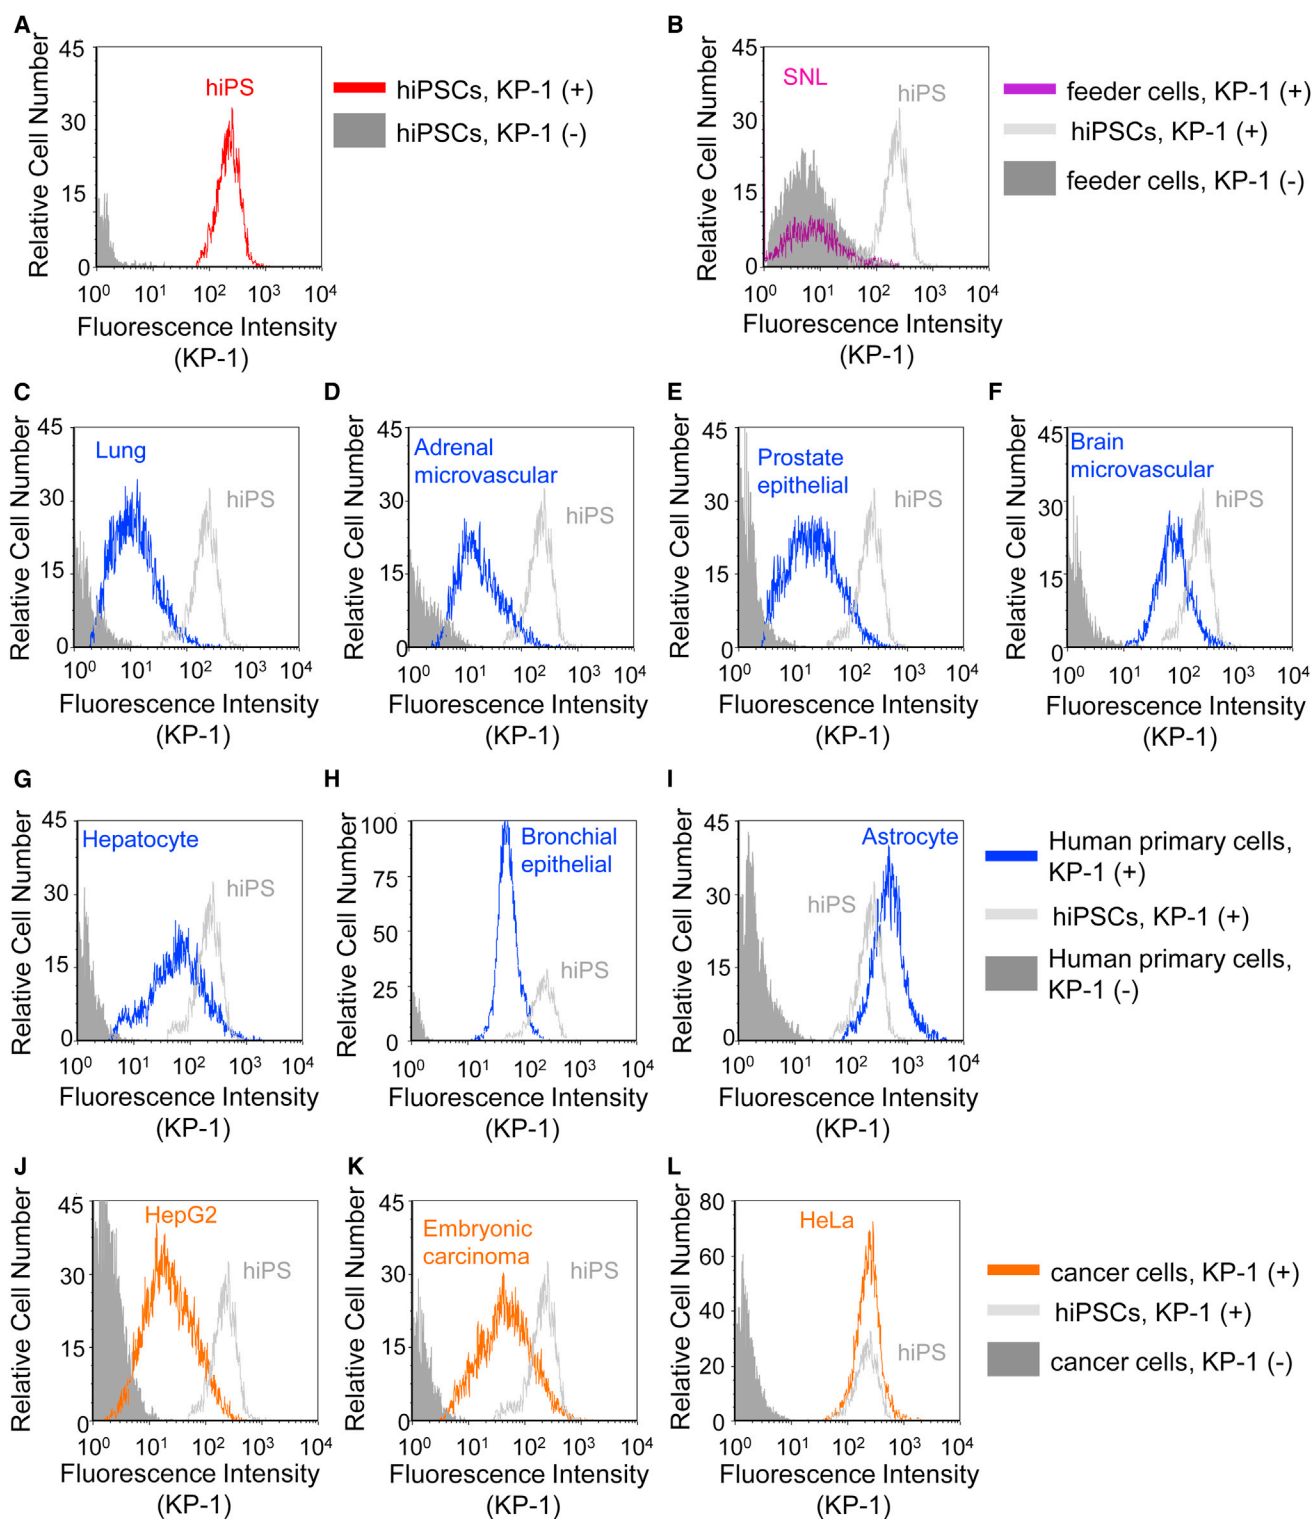 A
Relative Cell Number
45
30
15
0
hiPS
10⁰ 10¹ 10² 10³ 10⁴
Fluorescence Intensity
(KP-1)
hiPSCs, KP-1 (+)
hiPSCs, KP-1 (-)
B
Relative Cell Number
45
30
15
0
SNL
hiPS
10⁰ 10¹ 10² 10³ 10⁴
Fluorescence Intensity
(KP-1)
feeder cells, KP-1 (+)
hiPSCs, KP-1 (+)
feeder cells, KP-1 (-)
C
Relative Cell Number
45
30
15
0
Lung
hiPS
10⁰ 10¹ 10² 10³ 10⁴
Fluorescence Intensity
(KP-1)
D
Relative Cell Number
45
30
15
0
Adrenal
microvascular
hiPS
10⁰ 10¹ 10² 10³ 10⁴
Fluorescence Intensity
(KP-1)
E
Relative Cell Number
45
30
15
0
Prostate
epithelial
hiPS
10⁰ 10¹ 10² 10³ 10⁴
Fluorescence Intensity
(KP-1)
F
Relative Cell Number
45
30
15
0
Brain
microvascular
hiPS
10⁰ 10¹ 10² 10³ 10⁴
Fluorescence Intensity
(KP-1)
G
Relative Cell Number
45
30
15
0
Hepatocyte
hiPS
10⁰ 10¹ 10² 10³ 10⁴
Fluorescence Intensity
(KP-1)
H
Relative Cell Number
100
75
50
25
0
Bronchial
epithelial
hiPS
10⁰ 10¹ 10² 10³ 10⁴
Fluorescence Intensity
(KP-1)
I
Relative Cell Number
45
30
15
0
Astrocyte
hiPS
10⁰ 10¹ 10² 10³ 10⁴
Fluorescence Intensity
(KP-1)
Human primary cells,
KP-1 (+)
hiPSCs, KP-1 (+)
Human primary cells,
KP-1 (-)
J
Relative Cell Number
45
30
15
0
HepG2
hiPS
10⁰ 10¹ 10² 10³ 10⁴
Fluorescence Intensity
(KP-1)
K
Relative Cell Number
45
30
15
0
Embryonic
carcinoma
hiPS
10⁰ 10¹ 10² 10³ 10⁴
Fluorescence Intensity
(KP-1)
L
Relative Cell Number
80
60
40
20
0
HeLa
hiPS
10⁰ 10¹ 10² 10³ 10⁴
Fluorescence Intensity
(KP-1)
cancer cells, KP-1 (+)
hiPSCs, KP-1 (+)
cancer cells, KP-1 (-)